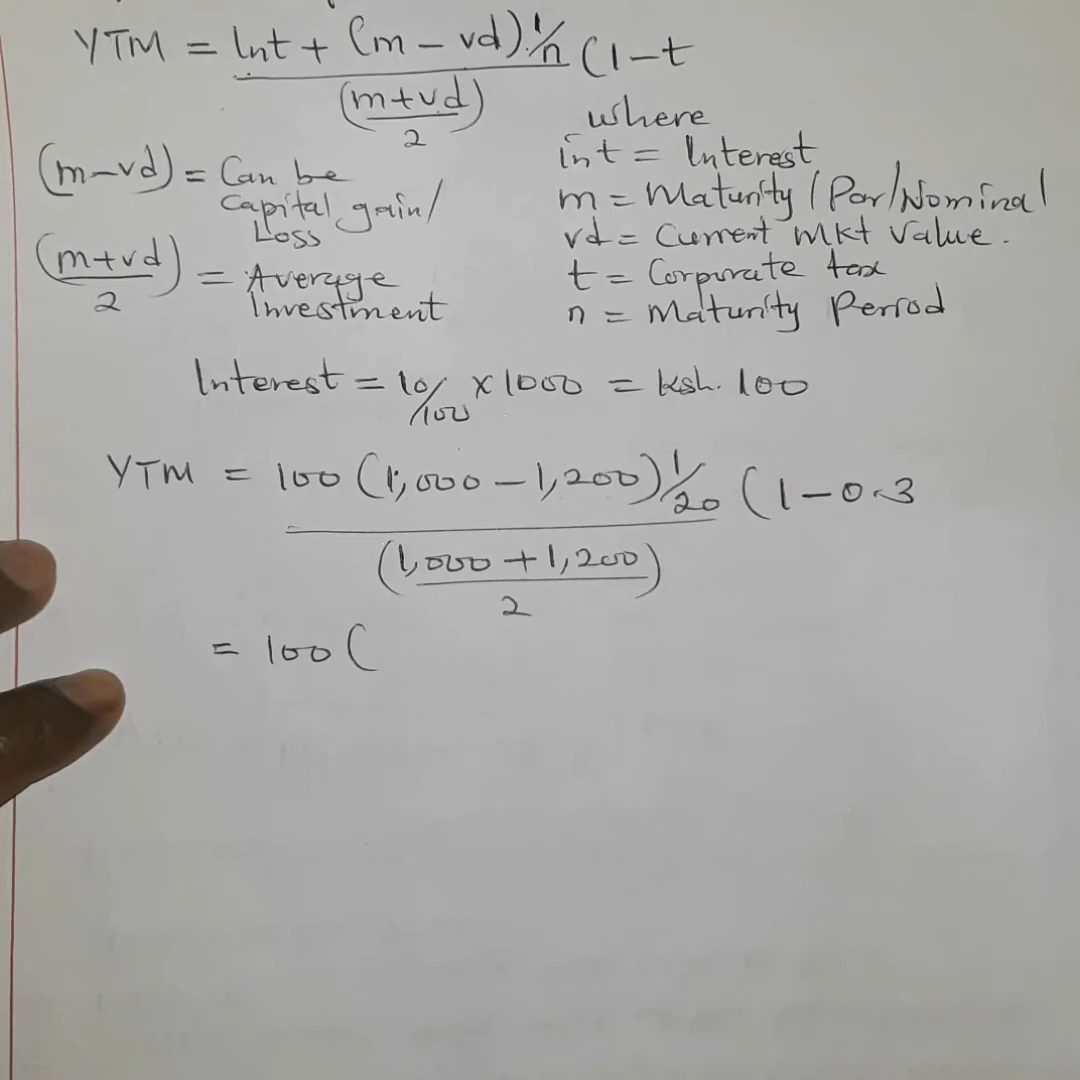 YTM = Int + (m - vd) 1/n (1-t
(m+vd)
2
where
(m-vd) = Can be
Capital gain/
Loss
(m+vd) = Average
2 Investment
int = Interest
m = Maturity / Par/Nominal
vd = Current Mkt Value.
t = Corporate tax
n = Maturity Period
Interest = 10/100 x 1000 = ksh. 100
YTM = 100 (1,000 - 1,200) 1/20 (1-0.3
(1,000 + 1,200)
2
= 100 (